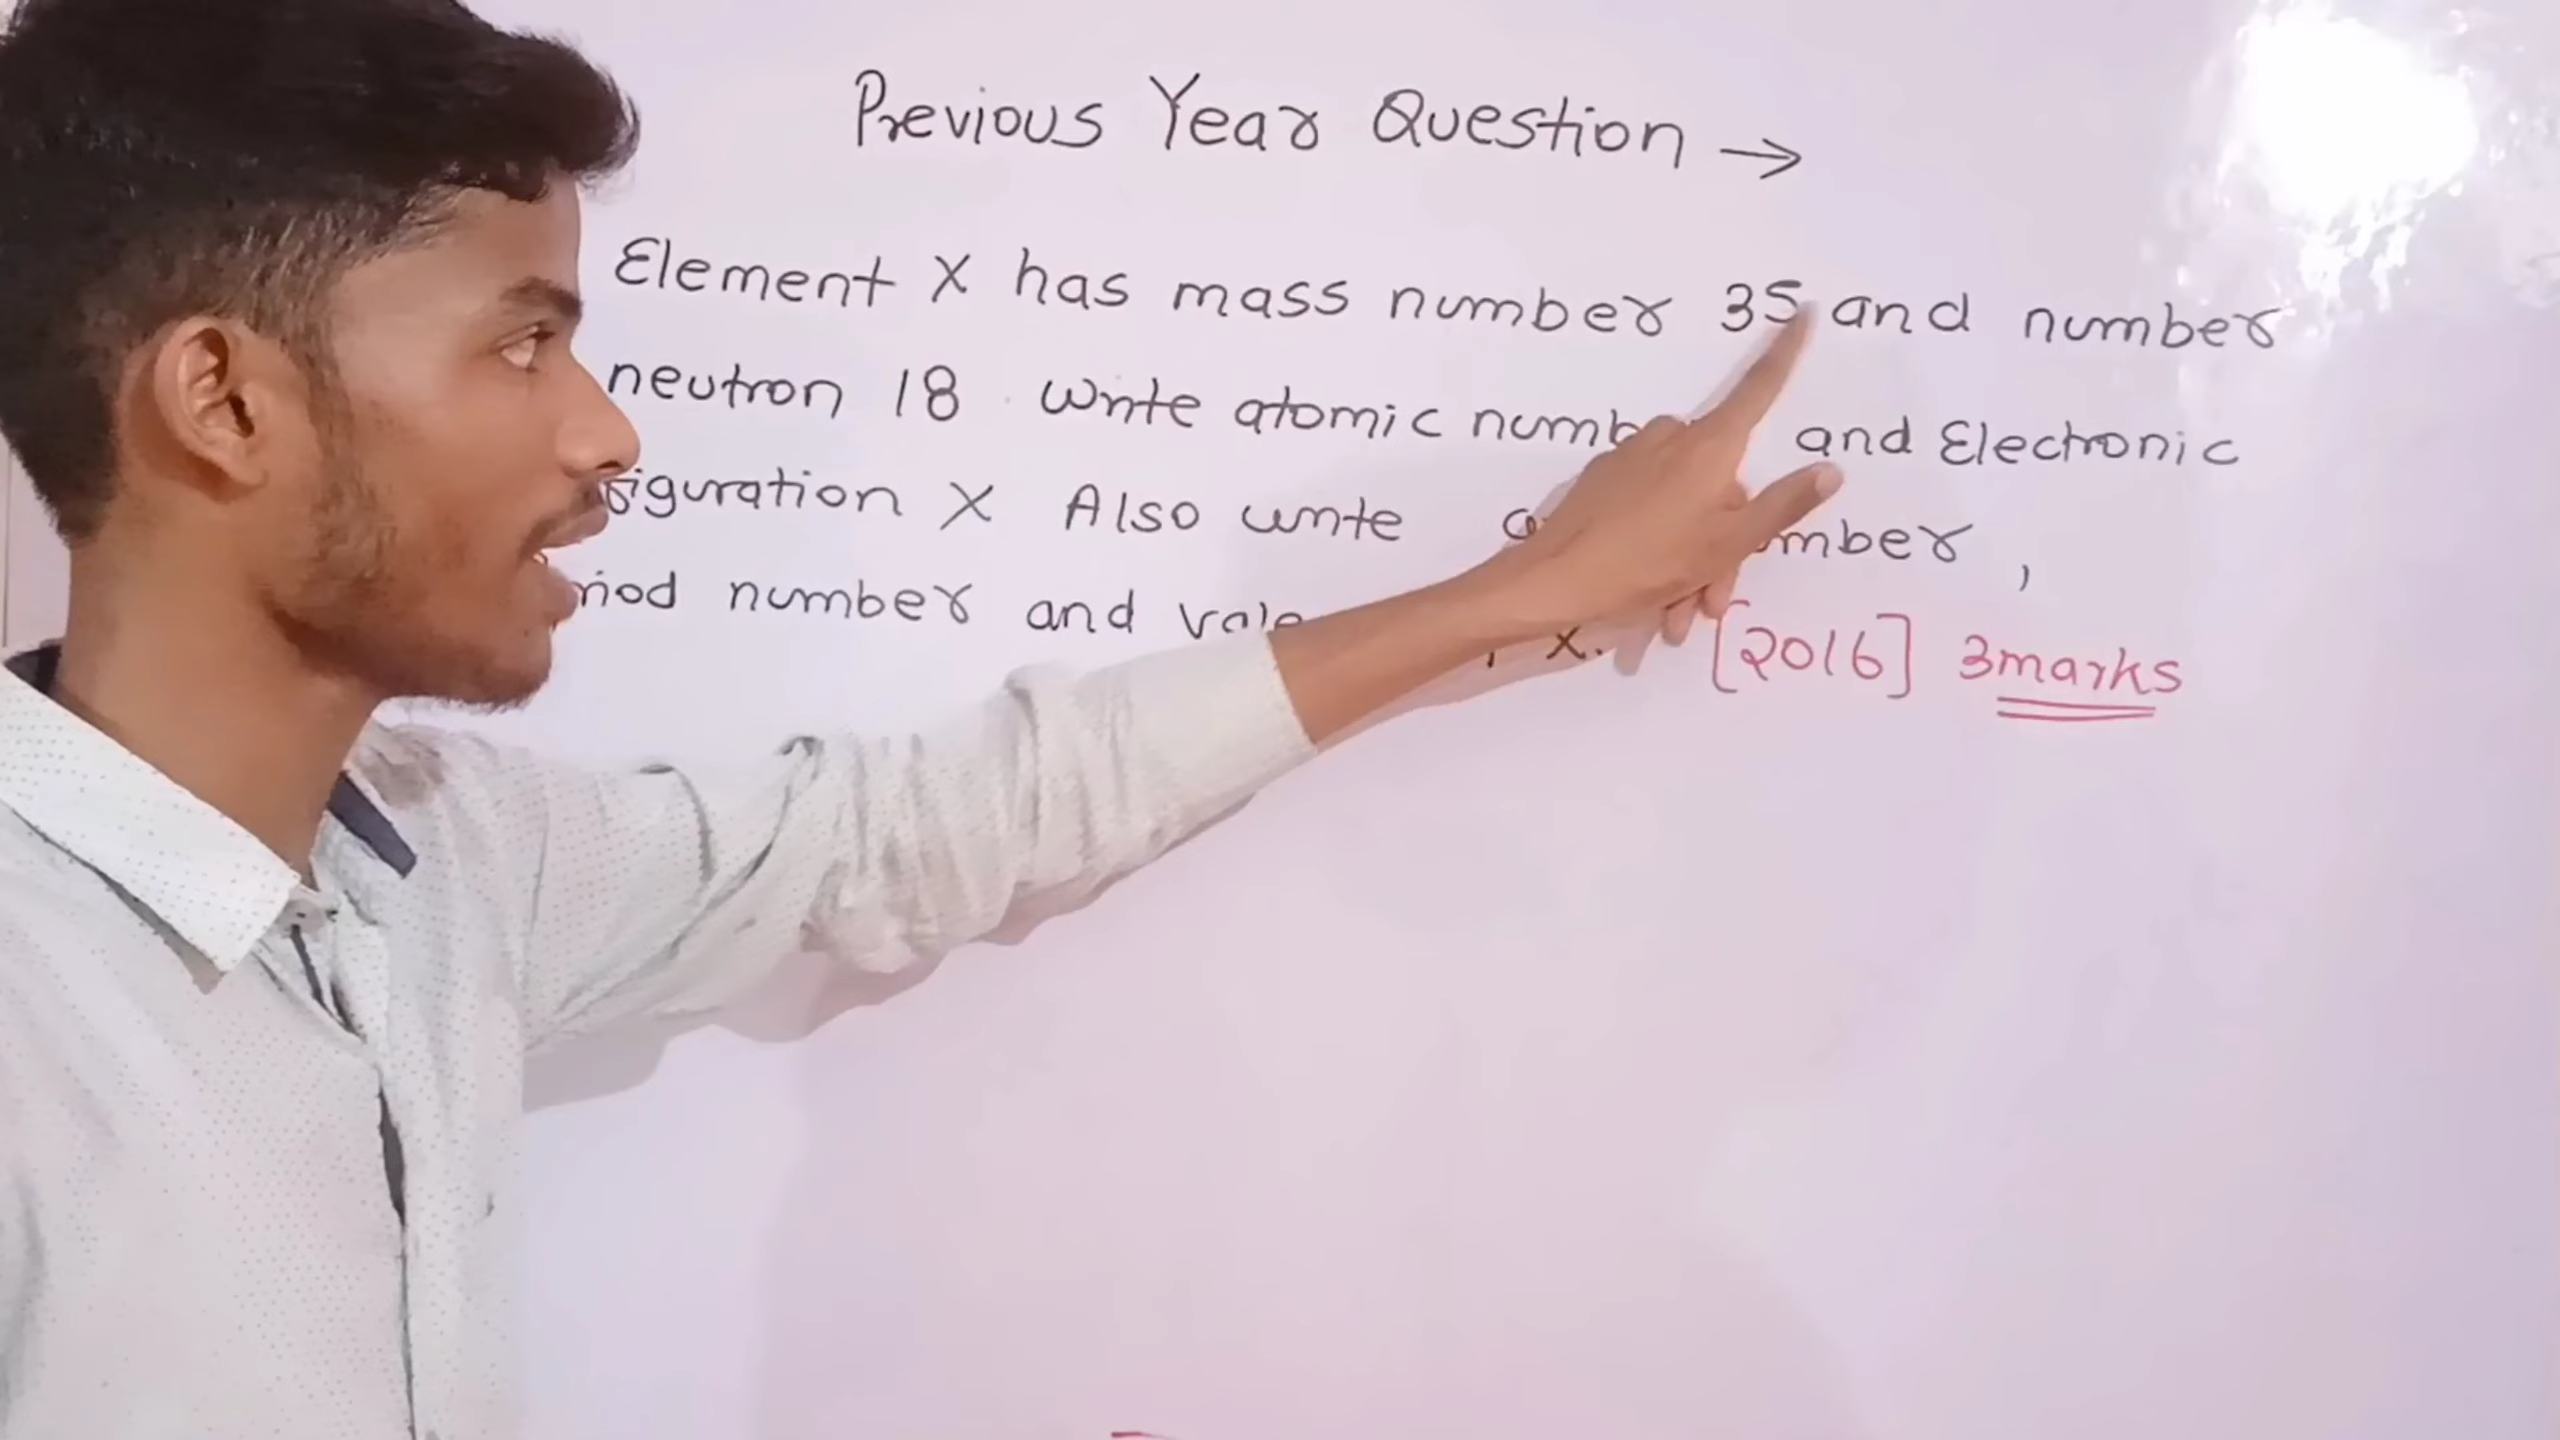 Previous Year Question →
Element X has mass number 35 and number
neutron 18 Write atomic and Electronic
X Also write
number and X. [2016] 3marks